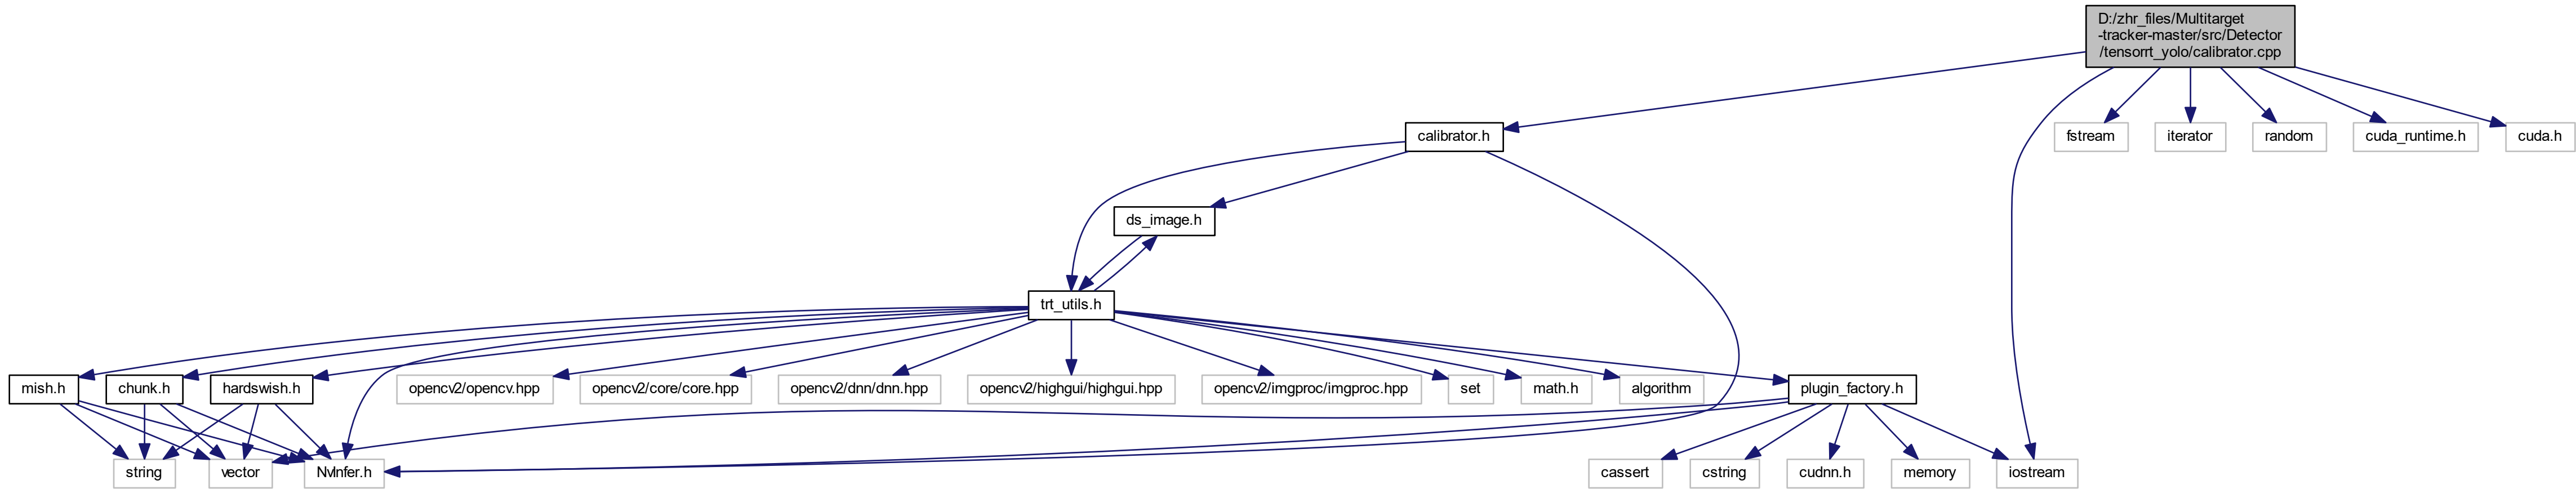 D:/zhr_files/Multitarget
-tracker-master/src/Detector
/tensorrt_yolo/calibrator.cpp
calibrator.h
fstream
iterator
random
cuda_runtime.h
cuda.h
ds_image.h
trt_utils.h
mish.h
chunk.h
hardswish.h
opencv2/opencv.hpp
opencv2/core/core.hpp
opencv2/dnn/dnn.hpp
opencv2/highgui/highgui.hpp
opencv2/imgproc/imgproc.hpp
set
math.h
algorithm
plugin_factory.h
string
vector
NvInfer.h
cassert
cstring
cudnn.h
memory
iostream